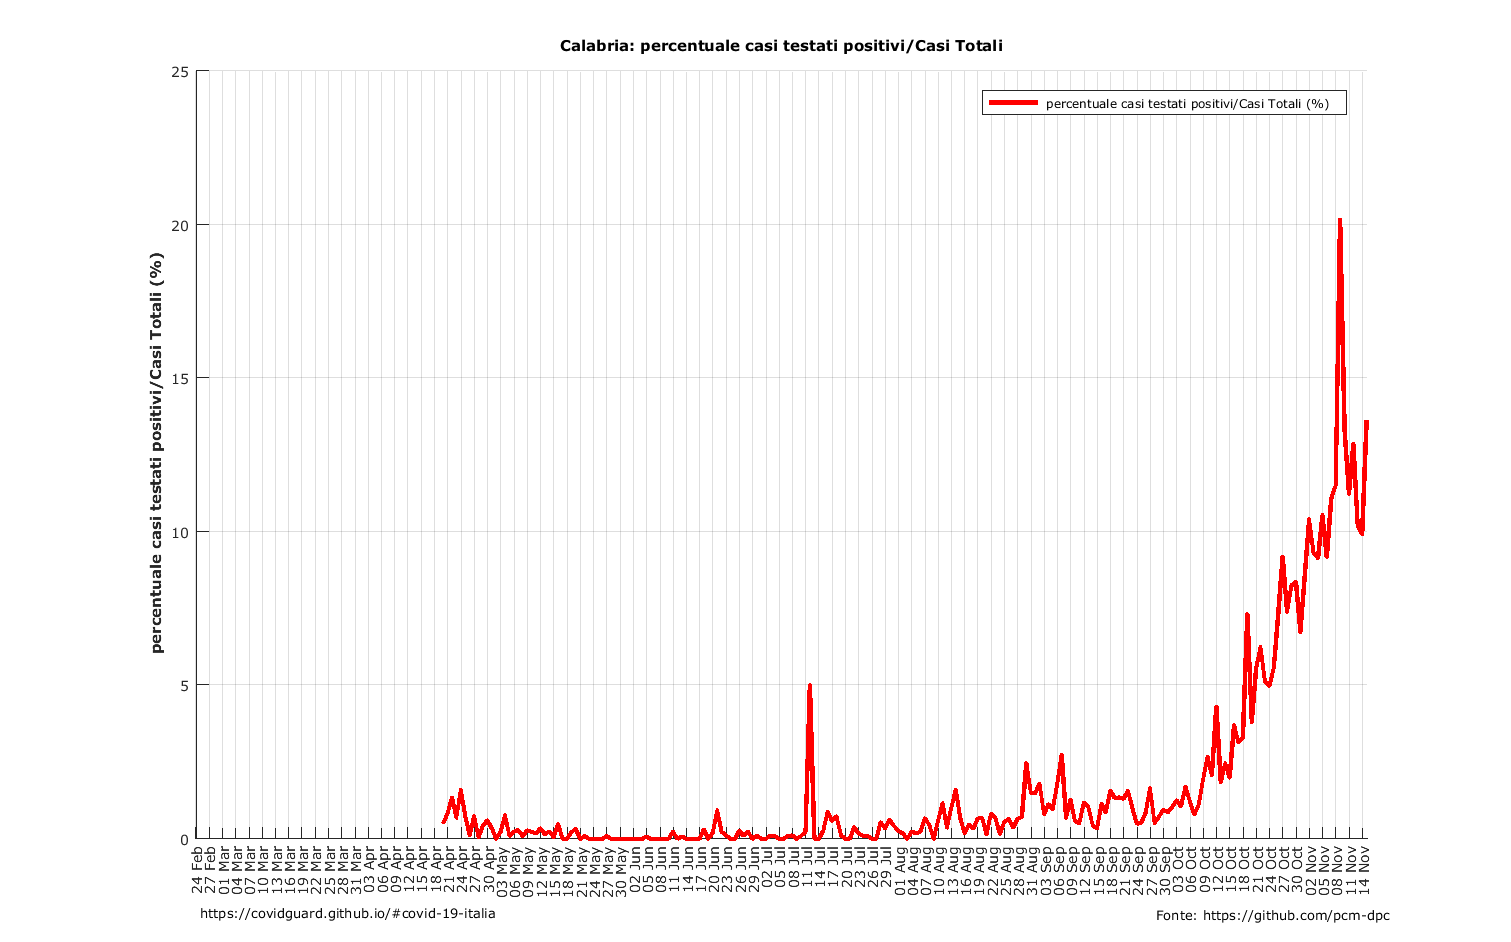 Calabria: percentuale casi testati positivi/Casi Totali
percentuale casi testati positivi/Casi Totali (%)
percentuale casi testati positivi/Casi Totali (%)
25
20
15
10
5
0
24 Feb
27 Feb
01 Mar
04 Mar
07 Mar
10 Mar
13 Mar
16 Mar
19 Mar
22 Mar
25 Mar
28 Mar
31 Mar
03 Apr
06 Apr
09 Apr
12 Apr
15 Apr
18 Apr
21 Apr
24 Apr
27 Apr
30 Apr
03 May
06 May
09 May
12 May
15 May
18 May
21 May
24 May
27 May
30 May
02 Jun
05 Jun
08 Jun
11 Jun
14 Jun
17 Jun
20 Jun
23 Jun
26 Jun
29 Jun
02 Jul
05 Jul
08 Jul
11 Jul
14 Jul
17 Jul
20 Jul
23 Jul
26 Jul
29 Jul
01 Aug
04 Aug
07 Aug
10 Aug
13 Aug
16 Aug
19 Aug
22 Aug
25 Aug
28 Aug
31 Aug
03 Sep
06 Sep
09 Sep
12 Sep
15 Sep
18 Sep
21 Sep
24 Sep
27 Sep
30 Sep
03 Oct
06 Oct
09 Oct
12 Oct
15 Oct
18 Oct
21 Oct
24 Oct
27 Oct
30 Oct
02 Nov
05 Nov
08 Nov
11 Nov
14 Nov
https://covidguard.github.io/#covid-19-italia
Fonte: https://github.com/pcm-dpc